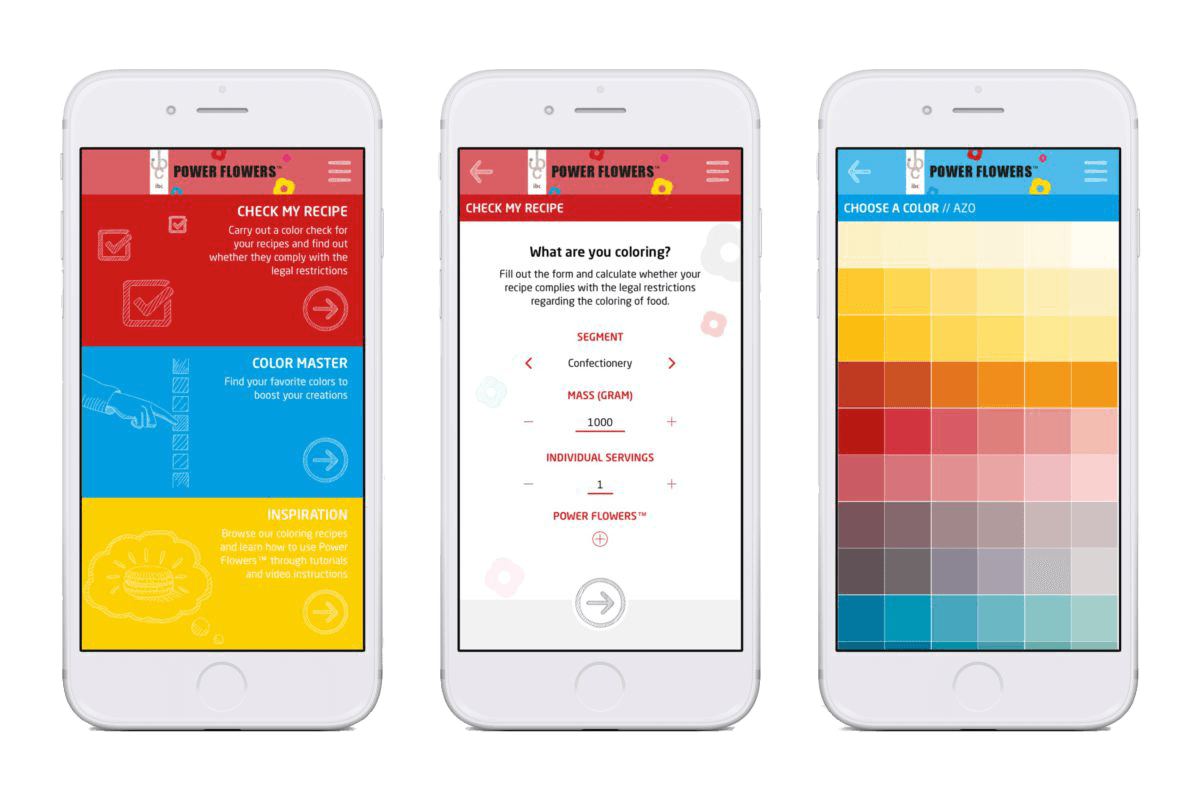 ibc
POWER FLOWERS™
CHECK MY RECIPE
Carry out a color check for
your recipes and find out
whether they comply with the
legal restrictions
COLOR MASTER
Find your favorite colors to
boost your creations
INSPIRATION
Browse our coloring recipes
and learn how to use Power
Flowers™ through tutorials
and video instructions
ibc
POWER FLOWERS™
CHECK MY RECIPE
What are you coloring?
Fill out the form and calculate whether your
recipe complies with the legal restrictions
regarding the coloring of food.
SEGMENT
Confectionery
MASS (GRAM)
− 1000 +
INDIVIDUAL SERVINGS
− 1 +
POWER FLOWERS™
ibc
POWER FLOWERS™
CHOOSE A COLOR // AZO